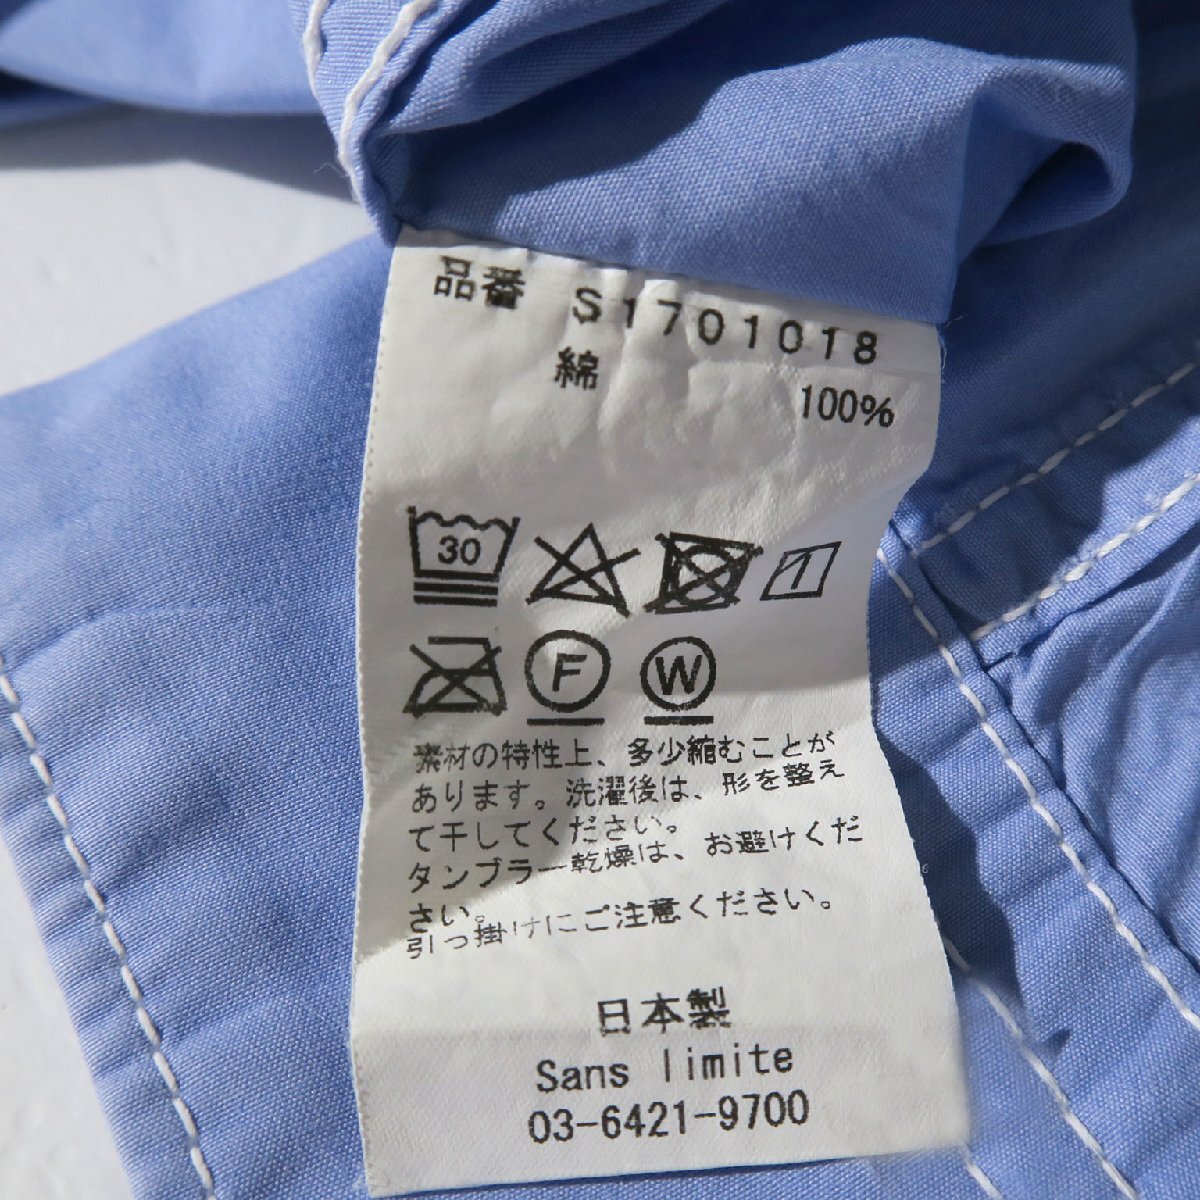 品番 S1701018
綿 100%
30
1
F W
素材の特性上、多少縮むことが
あります。洗濯後は、形を整え
て干してください。
タンブラー乾燥は、お避けくだ
さい。
引っ掛けにご注意ください。
日本製
Sans limite
03-6421-9700